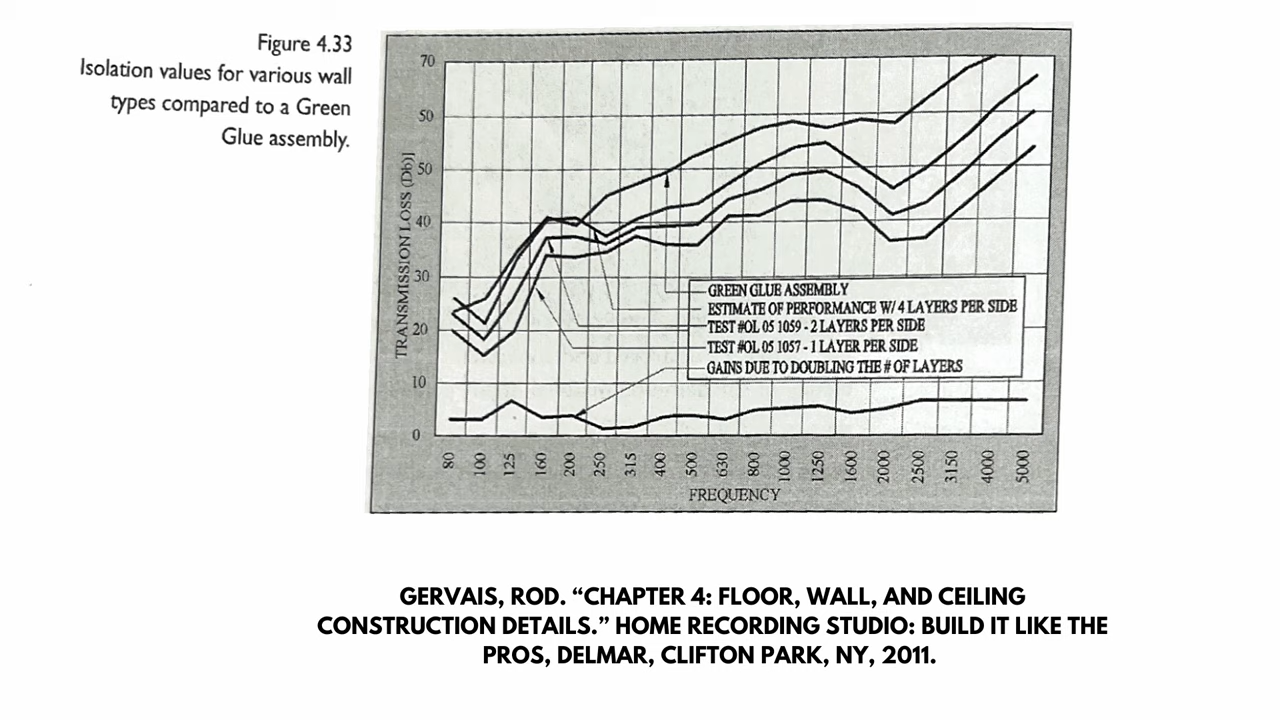 Figure 4.33
Isolation values for various wall
types compared to a Green
Glue assembly.
TRANSMISSION LOSS (Db)]
70
50
50
40
30
20
10
0
GREEN GLUE ASSEMBLY
ESTIMATE OF PERFORMANCE W/ 4 LAYERS PER SIDE
TEST #OL 05 1059 - 2 LAYERS PER SIDE
TEST #OL 05 1057 - 1 LAYER PER SIDE
GAINS DUE TO DOUBLING THE # OF LAYERS
80 100 125 160 200 250 315 400 500 630 800 1000 1250 1600 2000 2500 3150 4000 5000
FREQUENCY
GERVAIS, ROD. “CHAPTER 4: FLOOR, WALL, AND CEILING
CONSTRUCTION DETAILS.” HOME RECORDING STUDIO: BUILD IT LIKE THE
PROS, DELMAR, CLIFTON PARK, NY, 2011.